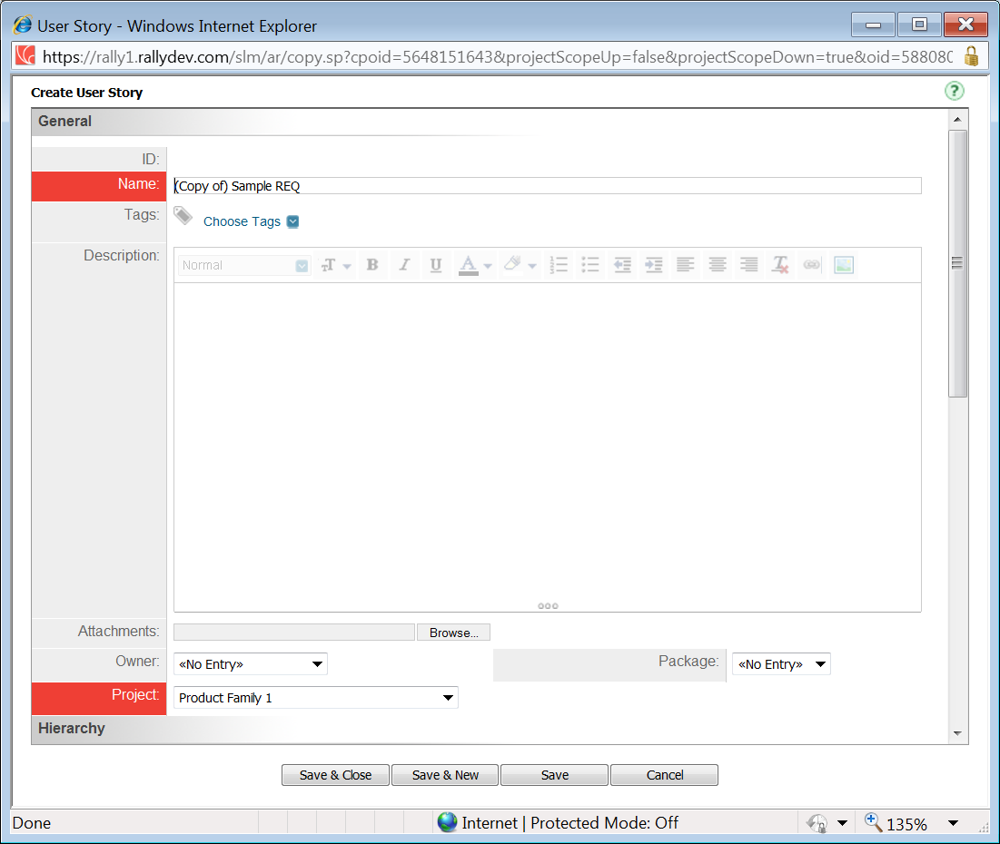 User Story - Windows Internet Explorer
https://rally1.rallydev.com/slm/ar/copy.sp?cpoid=5648151643&projectScopeUp=false&projectScopeDown=true&oid=588080
Create User Story
?
General
ID:
Name: (Copy of) Sample REQ
Tags: Choose Tags
Description: Normal T B I U A
Attachments: Browse...
Owner: «No Entry» Package: «No Entry»
Project: Product Family 1
Hierarchy
Save & Close Save & New Save Cancel
Done Internet | Protected Mode: Off 135%